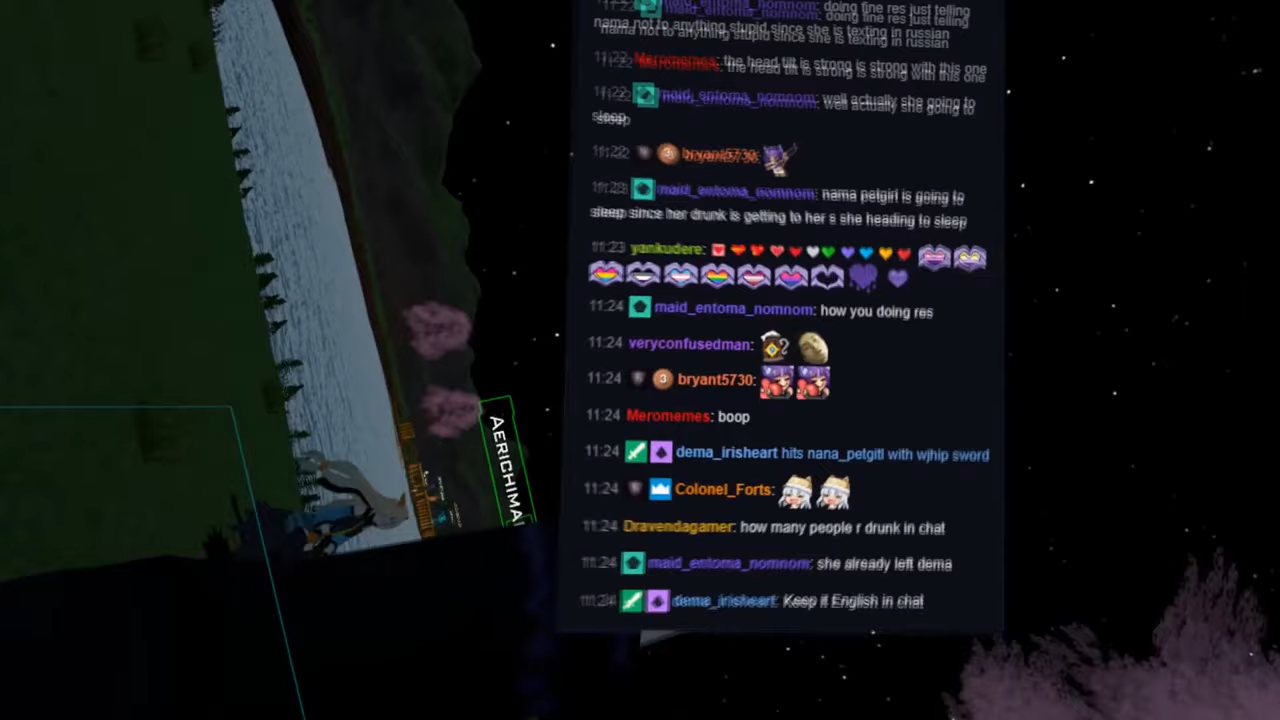 11:22 maid_entoma_nomnom: doing fine res just telling
nama not to anything stupid since she is texting in russian
11:22 Meromemes: the head tilt is strong is strong with this one
11:22 maid_entoma_nomnom: well actually she going to
sleep
11:22 3 bryant5730:
11:23 maid_entoma_nomnom: nama petgirl is going to
sleep since her drunk is getting to her s she heading to sleep
11:23 yankudere:
11:24 maid_entoma_nomnom: how you doing res
11:24 veryconfusedman:
11:24 3 bryant5730:
11:24 Meromemes: boop
11:24 dema_irisheart hits nana_petgitl with wjhip sword
11:24 Colonel_Forts:
11:24 Dravendagamer: how many people r drunk in chat
11:24 maid_entoma_nomnom: she already left dema
11:24 dema_irisheart: Keep it English in chat